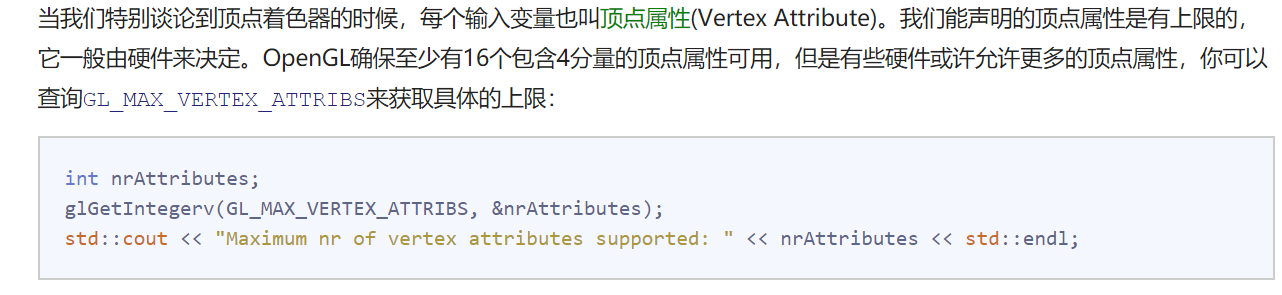 当我们特别谈论到顶点着色器的时候，每个输入变量也叫顶点属性(Vertex Attribute)。我们能声明的顶点属性是有上限的，
它一般由硬件来决定。OpenGL确保至少有16个包含4分量的顶点属性可用，但是有些硬件或许允许更多的顶点属性，你可以
查询GL_MAX_VERTEX_ATTRIBS来获取具体的上限：
int nrAttributes;
glGetIntegerv(GL_MAX_VERTEX_ATTRIBS, &nrAttributes);
std::cout << "Maximum nr of vertex attributes supported: " << nrAttributes << std::endl;